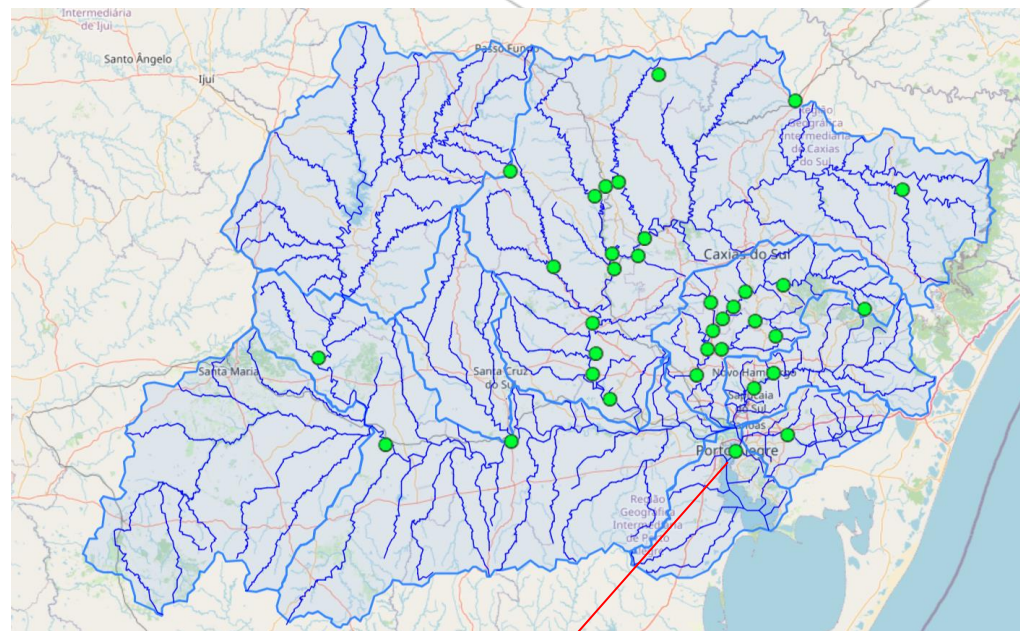 Intermediária
de Ijuí
Santo Ângelo
Ijuí
Passo Fundo
Região
Geográfica
Intermediária
de Caxias
do Sul
Caxias do Sul
Santa Maria
Santa Cruz
do Sul
Novo Hamburgo
Sapucaia
do Sul
Porto Alegre
Região
Geográfica
Intermediária
de Porto